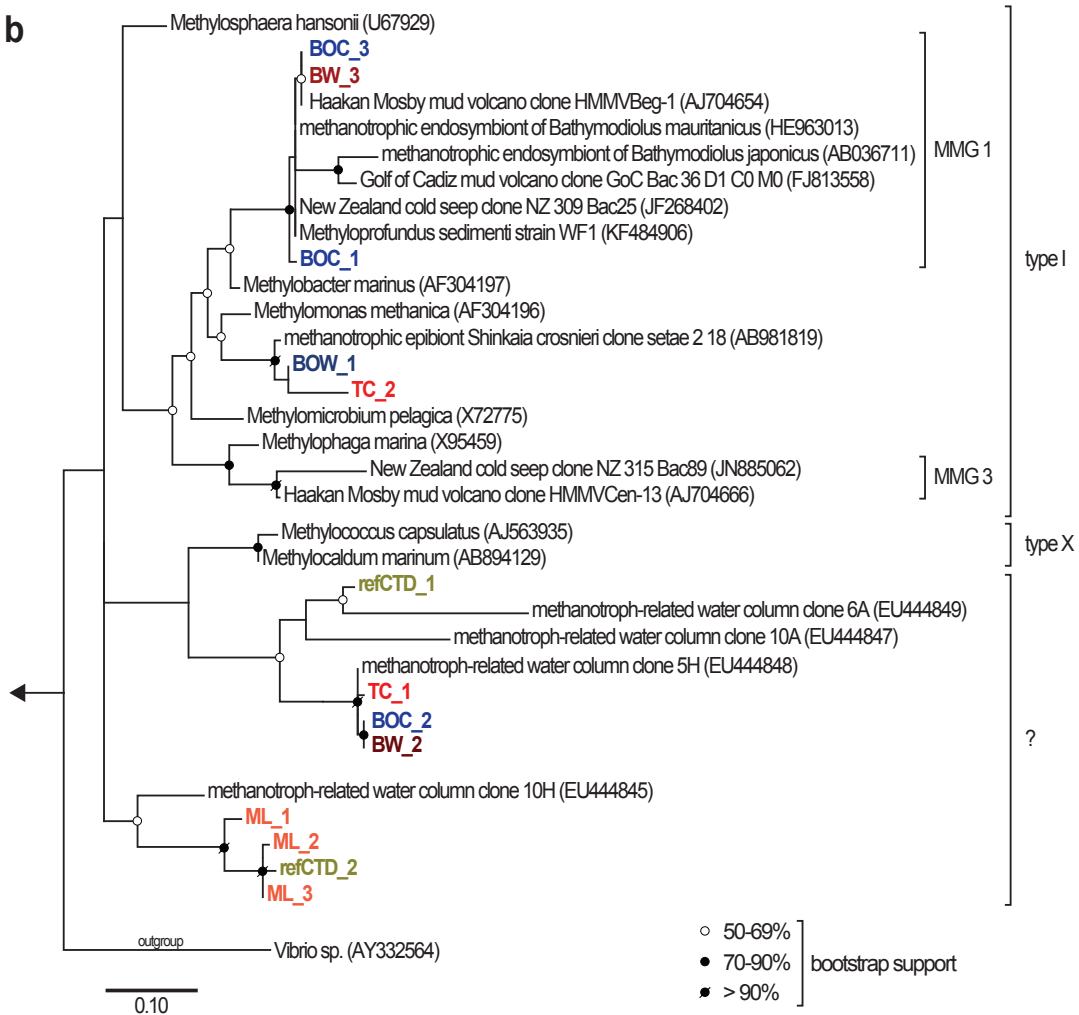 b
Methylosphaera hansonii (U67929)
BOC_3
BW_3
Haakan Mosby mud volcano clone HMMVBeg-1 (AJ704654)
methanotrophic endosymbiont of Bathymodiolus mauritanicus (HE963013)
methanotrophic endosymbiont of Bathymodiolus japonicus (AB036711)
MMG 1
Golf of Cadiz mud volcano clone GoC Bac 36 D1 C0 M0 (FJ813558)
New Zealand cold seep clone NZ 309 Bac25 (JF268402)
Methyloprofundus sedimenti strain WF1 (KF484906)
BOC_1
type I
Methylobacter marinus (AF304197)
Methylomonas methanica (AF304196)
methanotrophic epibiont Shinkaia crosnieri clone setae 2 18 (AB981819)
BOW_1
TC_2
Methylomicrobium pelagica (X72775)
Methylophaga marina (X95459)
New Zealand cold seep clone NZ 315 Bac89 (JN885062)
MMG 3
Haakan Mosby mud volcano clone HMMVCen-13 (AJ704666)
Methylococcus capsulatus (AJ563935)
type X
Methylocaldum marinum (AB894129)
refCTD_1
methanotroph-related water column clone 6A (EU444849)
methanotroph-related water column clone 10A (EU444847)
methanotroph-related water column clone 5H (EU444848)
TC_1
BOC_2
BW_2
?
methanotroph-related water column clone 10H (EU444845)
ML_1
ML_2
refCTD_2
ML_3
outgroup
Vibrio sp. (AY332564)
50-69%
70-90%
> 90%
bootstrap support
0.10